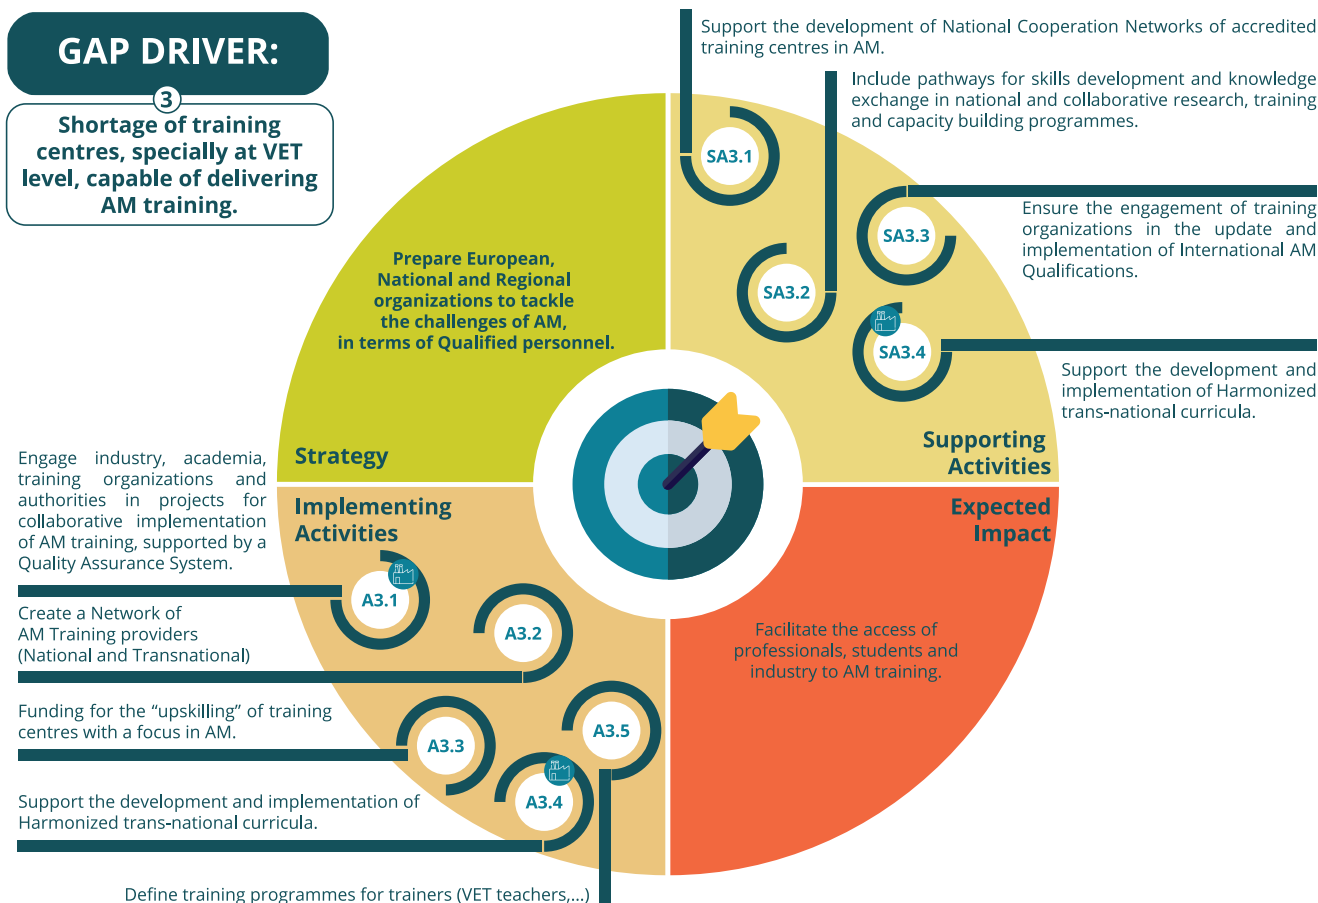 GAP DRIVER:
3
Shortage of training
centres, specially at VET
level, capable of delivering
AM training.
Support the development of National Cooperation Networks of accredited
training centres in AM.
Include pathways for skills development and knowledge
exchange in national and collaborative research, training
and capacity building programmes.
SA3.1
SA3.3
Ensure the engagement of training
organizations in the update and
implementation of International AM
Qualifications.
SA3.2
SA3.4
Support the development and
implementation of Harmonized
trans-national curricula.
Supporting
Activities
Prepare European,
National and Regional
organizations to tackle
the challenges of AM,
in terms of Qualified personnel.
Strategy
Implementing
Activities
Engage industry, academia,
training organizations and
authorities in projects for
collaborative implementation
of AM training, supported by a
Quality Assurance System.
A3.1
Create a Network of
AM Training providers
(National and Transnational)
A3.2
Funding for the “upskilling” of training
centres with a focus in AM.
A3.3
A3.5
Support the development and implementation of
Harmonized trans-national curricula.
A3.4
Define training programmes for trainers (VET teachers,...)
Expected
Impact
Facilitate the access of
professionals, students and
industry to AM training.